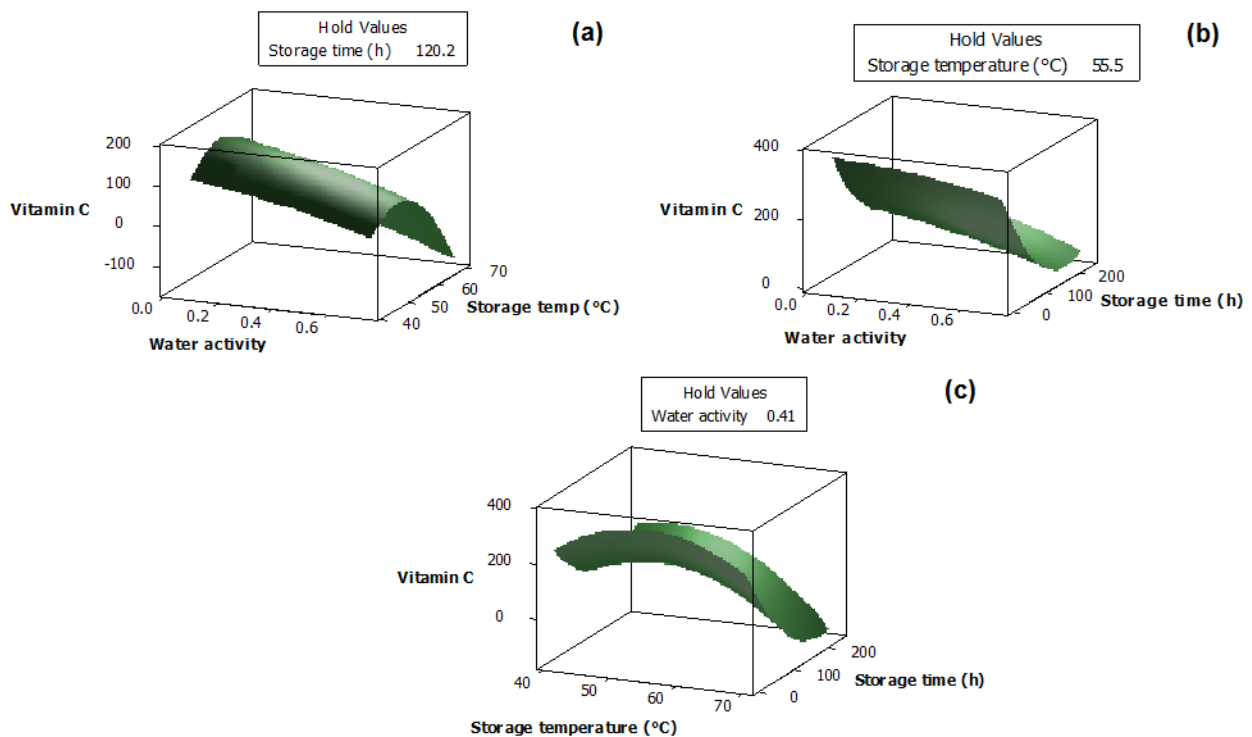 Hold Values
Storage time (h) 120.2
(a)
200
100
0
-100
Vitamin C
0.0
0.2
0.4
0.6
Water activity
40
50
60
70
Storage temp (°C)
Hold Values
Storage temperature (°C) 55.5
(b)
400
200
0
Vitamin C
0.0
0.2
0.4
0.6
Water activity
0
100
200
Storage time (h)
Hold Values
Water activity 0.41
(c)
400
200
0
Vitamin C
40
50
60
70
Storage temperature (°C)
0
100
200
Storage time (h)